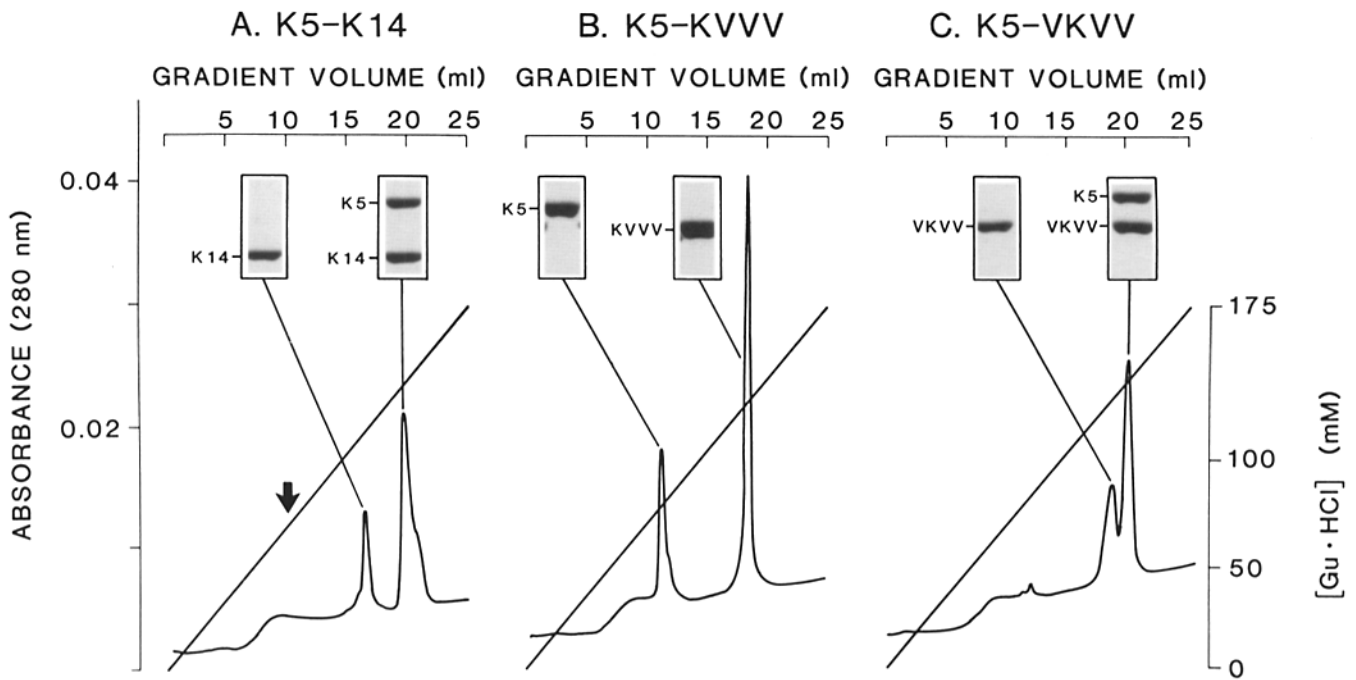 A. K5-K14
B. K5-KVVV
C. K5-VKVV
GRADIENT VOLUME (ml)
GRADIENT VOLUME (ml)
GRADIENT VOLUME (ml)
5 10 15 20 25
5 10 15 20 25
5 10 15 20 25
0.04
0.02
ABSORBANCE (280 nm)
K14
K5
K14
K5
KVVV
VKVV
K5
VKVV
175
100
50
0
[Gu·HCl] (mM)